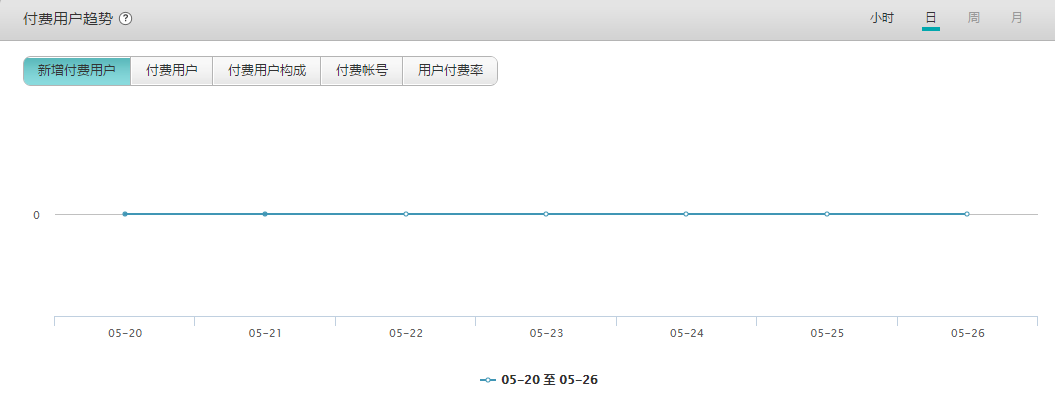 付费用户趋势 ? 小时 日 周 月
新增付费用户 付费用户 付费用户构成 付费帐号 用户付费率
0
05-20 05-21 05-22 05-23 05-24 05-25 05-26
05-20 至 05-26